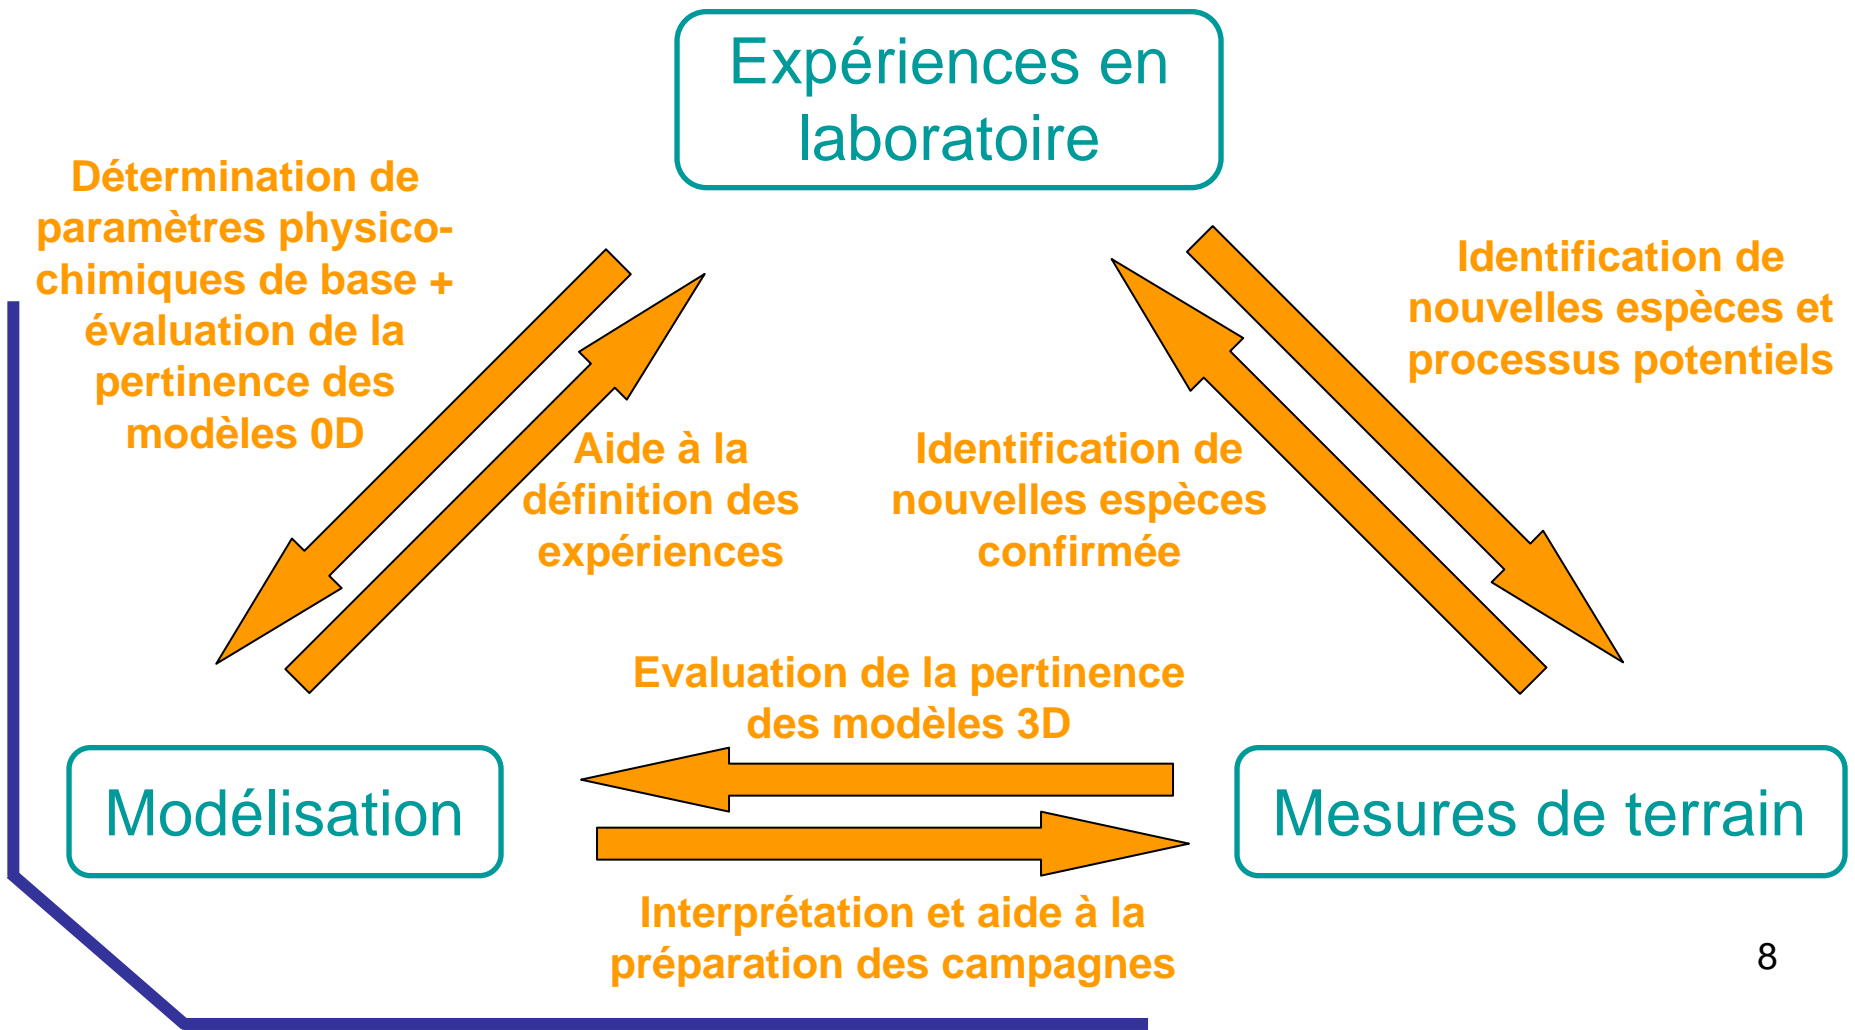 Expériences en
laboratoire
Détermination de
paramètres physico-
chimiques de base +
évaluation de la
pertinence des
modèles 0D
Identification de
nouvelles espèces et
processus potentiels
Aide à la
définition des
expériences
Identification de
nouvelles espèces
confirmée
Evaluation de la pertinence
des modèles 3D
Modélisation
Mesures de terrain
Interprétation et aide à la
préparation des campagnes
8